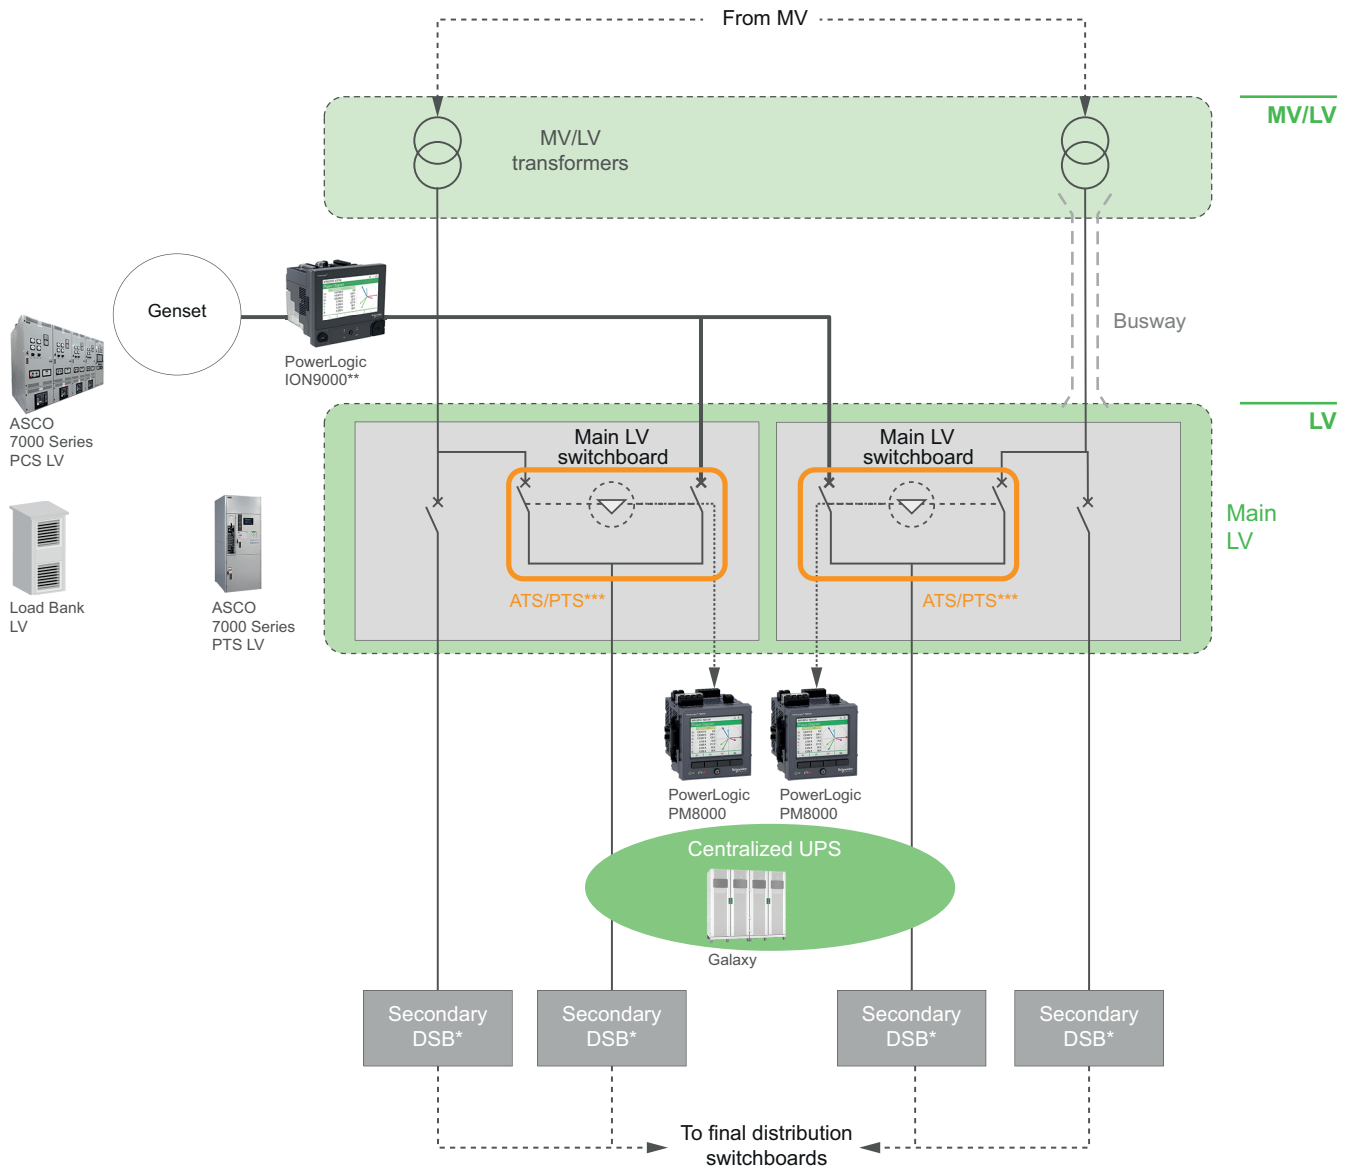 From MV
MV/LV
MV/LV
transformers
Genset
Busway
PowerLogic
ION9000**
ASCO
7000 Series
PCS LV
LV
Main LV
switchboard
Main LV
switchboard
Main
LV
ATS/PTS***
ATS/PTS***
Load Bank
LV
ASCO
7000 Series
PTS LV
PowerLogic
PM8000
PowerLogic
PM8000
Centralized UPS
Galaxy
Secondary
DSB*
Secondary
DSB*
Secondary
DSB*
Secondary
DSB*
To final distribution
switchboards